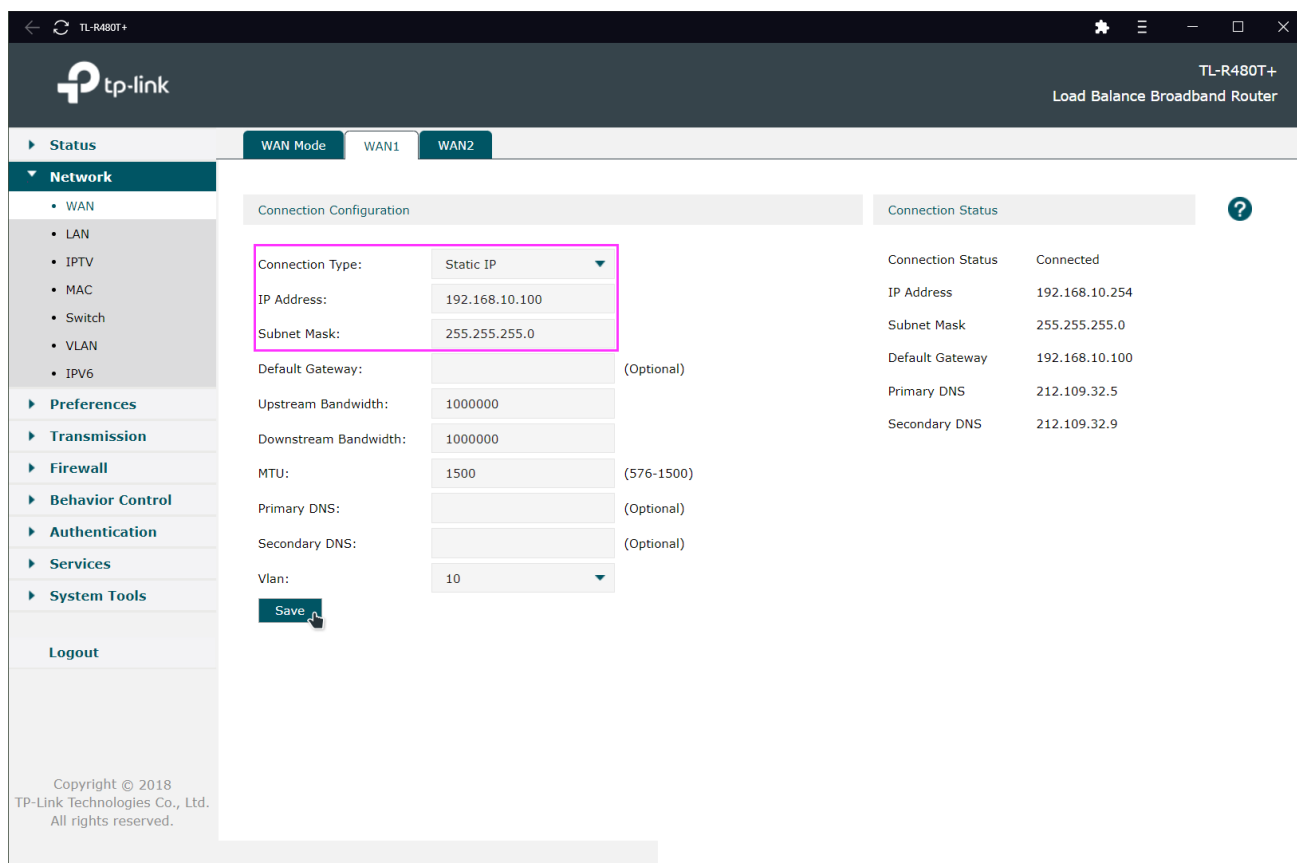 TL-R480T+
tp-link
TL-R480T+
Load Balance Broadband Router
Status
Network
WAN
LAN
IPTV
MAC
Switch
VLAN
IPV6
Preferences
Transmission
Firewall
Behavior Control
Authentication
Services
System Tools
Logout
Copyright © 2018
TP-Link Technologies Co., Ltd.
All rights reserved.
WAN Mode WAN1 WAN2
Connection Configuration
Connection Type: Static IP
IP Address: 192.168.10.100
Subnet Mask: 255.255.255.0
Default Gateway: (Optional)
Upstream Bandwidth: 1000000
Downstream Bandwidth: 1000000
MTU: 1500 (576-1500)
Primary DNS: (Optional)
Secondary DNS: (Optional)
Vlan: 10
Save
Connection Status
?
Connection Status Connected
IP Address 192.168.10.254
Subnet Mask 255.255.255.0
Default Gateway 192.168.10.100
Primary DNS 212.109.32.5
Secondary DNS 212.109.32.9